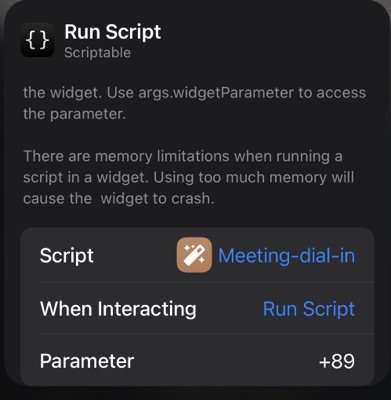 {}
Run Script
Scriptable
the widget. Use args.widgetParameter to access
the parameter.
There are memory limitations when running a
script in a widget. Using too much memory will
cause the  widget to crash.
Script Meeting-dial-in
When Interacting Run Script
Parameter +89